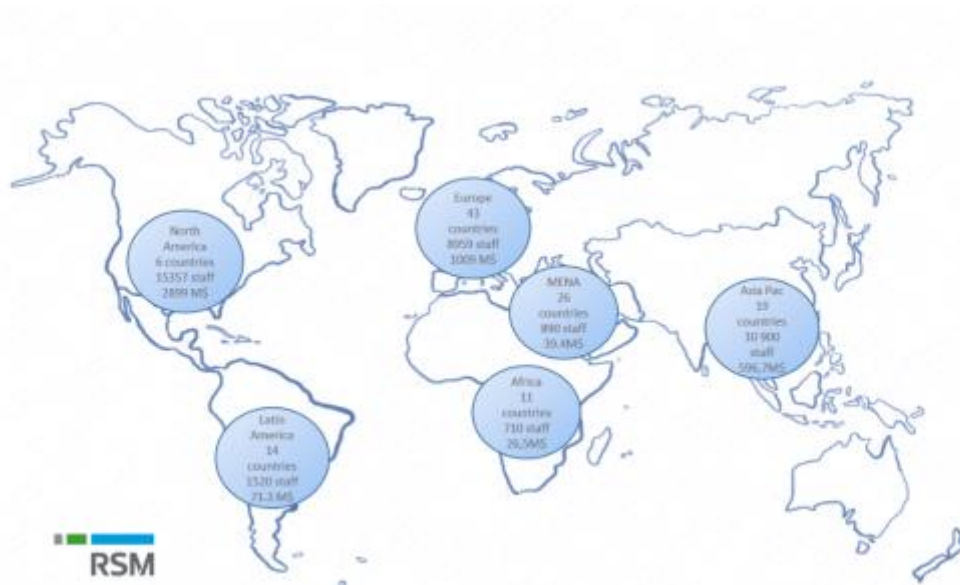 North
America
6 countries
15357 staff
2899 M$
Europe
43
countries
8959 staff
1009 M$
MENA
26
countries
890 staff
39.4M$
Asia Pac
19
countries
10 900
staff
596.7M$
Africa
11
countries
710 staff
26,5M$
Latin
America
14
countries
1520 staff
71.3 M$
RSM